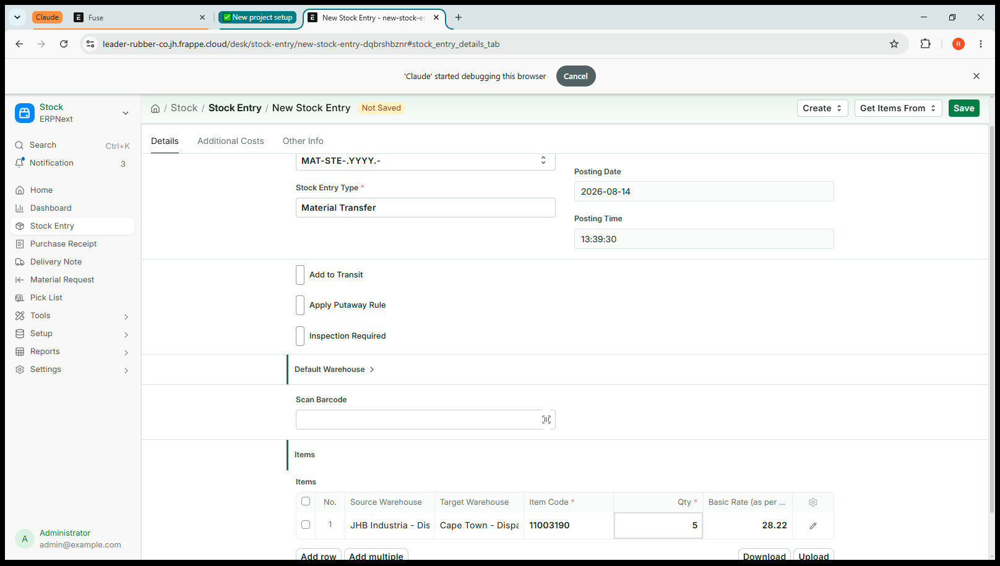 Claude
Fuse
✅New project setup
New Stock Entry - new-stock-er
leader-rubber-co.jh.frappe.cloud/desk/stock-entry/new-stock-entry-dqbrshbznr#stock_entry_details_tab
R
'Claude' started debugging this browser
Cancel
Stock
ERPNext
/ Stock / Stock Entry / New Stock Entry
Not Saved
Create
Get Items From
Save
Search
Ctrl+K
Notification
3
Home
Dashboard
Stock Entry
Purchase Receipt
Delivery Note
Material Request
Pick List
Tools
Setup
Reports
Settings
A
Administrator
admin@example.com
Details
Additional Costs
Other Info
MAT-STE-.YYYY.-
Stock Entry Type *
Material Transfer
Posting Date
2026-08-14
Posting Time
13:39:30
Add to Transit
Apply Putaway Rule
Inspection Required
Default Warehouse
Scan Barcode
Items
Items
No. Source Warehouse Target Warehouse Item Code * Qty * Basic Rate (as per ...
1 JHB Industria - Dis Cape Town - Dispa 11003190 5 28.22
Add row Add multiple Download Upload